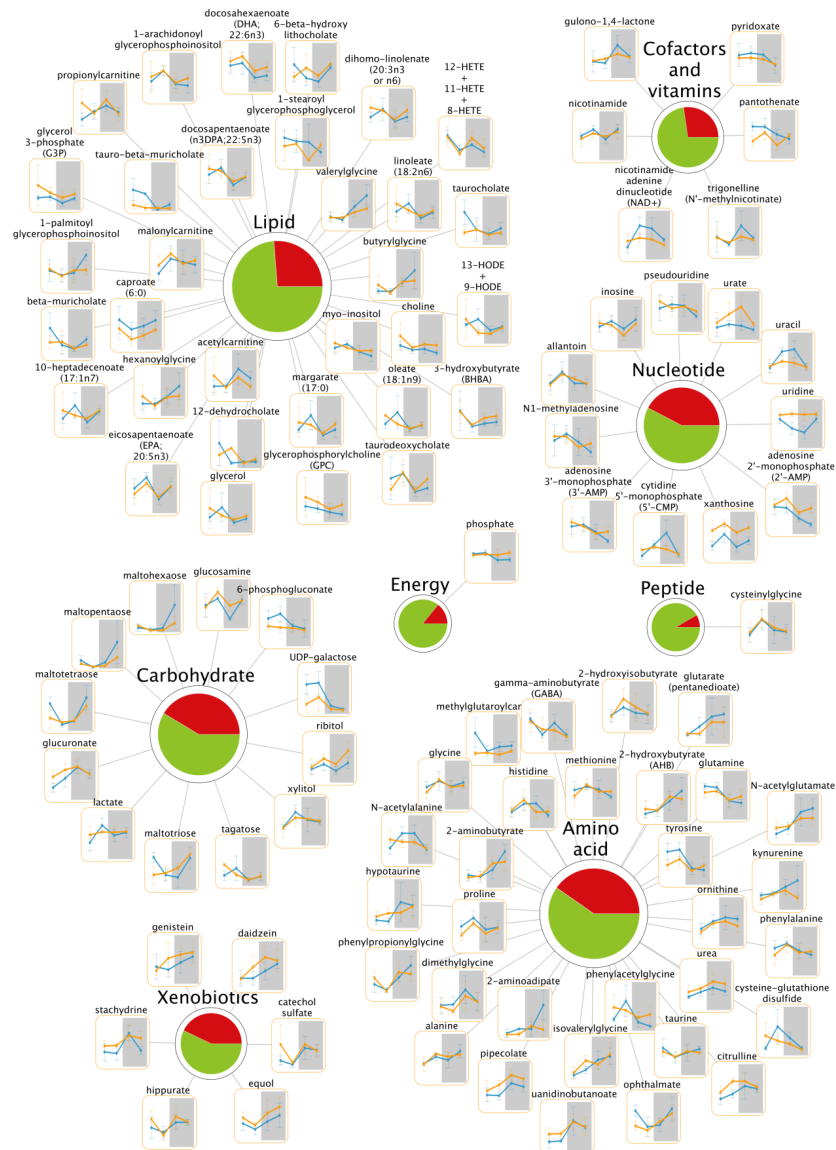 docosahexaenoate
(DHA;
22:6n3)
6-beta-hydroxy
lithocholate
1-arachidonoyl
glycerophosphoinositol
propionylcarnitine
dihomo-linolenate
(20:3n3
or n6)
12-HETE
+
11-HETE
+
8-HETE
1-stearoyl
glycerophosphoglycerol
glycerol
3-phosphate
(G3P)
docosapentaenoate
(n3DPA;22:5n3)
tauro-beta-muricholate
valerylglycine
linoleate
(18:2n6)
taurocholate
Lipid
1-palmitoyl
glycerophosphoinositol
malonylcarnitine
butyrylglycine
13-HODE
+
9-HODE
caproate
(6:0)
beta-muricholate
choline
myo-inositol
acetylcarnitine
hexanoylglycine
10-heptadecenoate
(17:1n7)
margarate
(17:0)
oleate
(18:1n9)
3-hydroxybutyrate
(BHBA)
12-dehydrocholate
eicosapentaenoate
(EPA;
20:5n3)
glycerophosphorylcholine
(GPC)
taurodeoxycholate
glycerol
gulono-1,4-lactone
pyridoxate
Cofactors
and
vitamins
nicotinamide
pantothenate
nicotinamide
adenine
dinucleotide
(NAD+)
trigonelline
(N'-methylnicotinate)
pseudouridine
inosine
urate
uracil
allantoin
Nucleotide
uridine
N1-methyladenosine
adenosine
3'-monophosphate
(3'-AMP)
cytidine
5'-monophosphate
(5'-CMP)
xanthosine
adenosine
2'-monophosphate
(2'-AMP)
phosphate
Energy
Peptide
cysteinylglycine
maltohexaose
glucosamine
6-phosphogluconate
maltopentaose
Carbohydrate
UDP-galactose
maltotetraose
ribitol
glucuronate
xylitol
lactate
maltotriose
tagatose
2-hydroxyisobutyrate
gamma-aminobutyrate
(GABA)
glutarate
(pentanedioate)
methylglutaroylcar
glycine
methionine
2-hydroxybutyrate
(AHB)
glutamine
histidine
N-acetylglutamate
N-acetylalanine
Amino
acid
2-aminobutyrate
tyrosine
kynurenine
hypotaurine
proline
ornithine
phenylalanine
phenylpropionylglycine
urea
dimethylglycine
2-aminoadipate
phenylacetylglycine
cysteine-glutathione
disulfide
alanine
isovalerylglycine
taurine
pipecolate
citrulline
uanidinobutanoate
ophthalmate
genistein
daidzein
Xenobiotics
stachydrine
catechol
sulfate
hippurate
equol